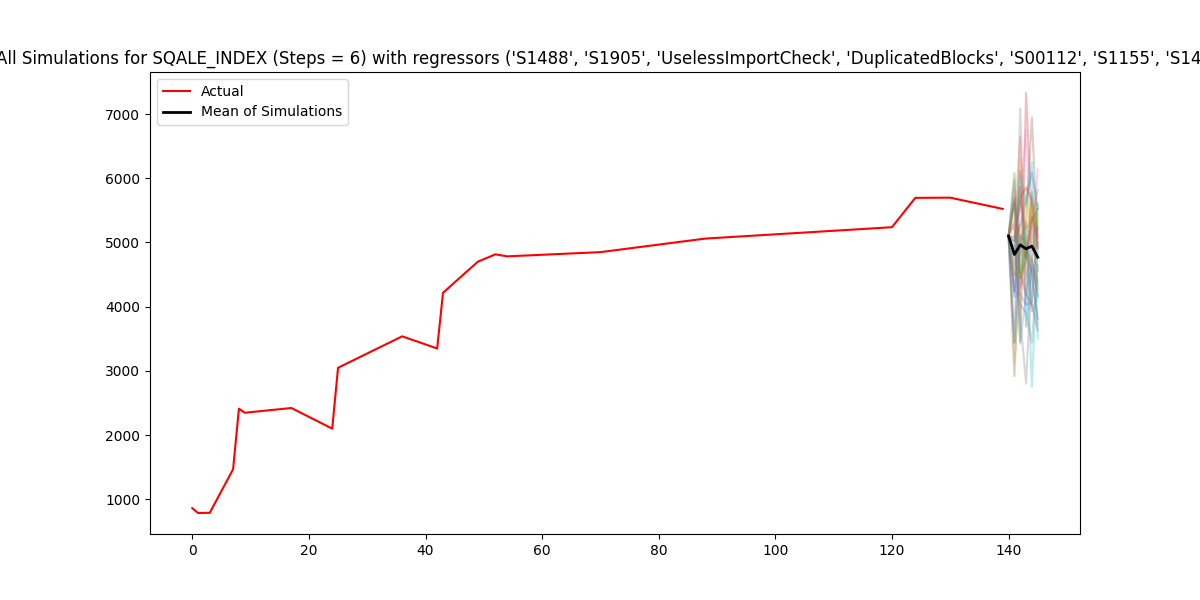 All Simulations for SQALE_INDEX (Steps = 6) with regressors ('S1488', 'S1905', 'UselessImportCheck', 'DuplicatedBlocks', 'S00112', 'S1155', 'S14
Actual
Mean of Simulations
7000
6000
5000
4000
3000
2000
1000
0 20 40 60 80 100 120 140